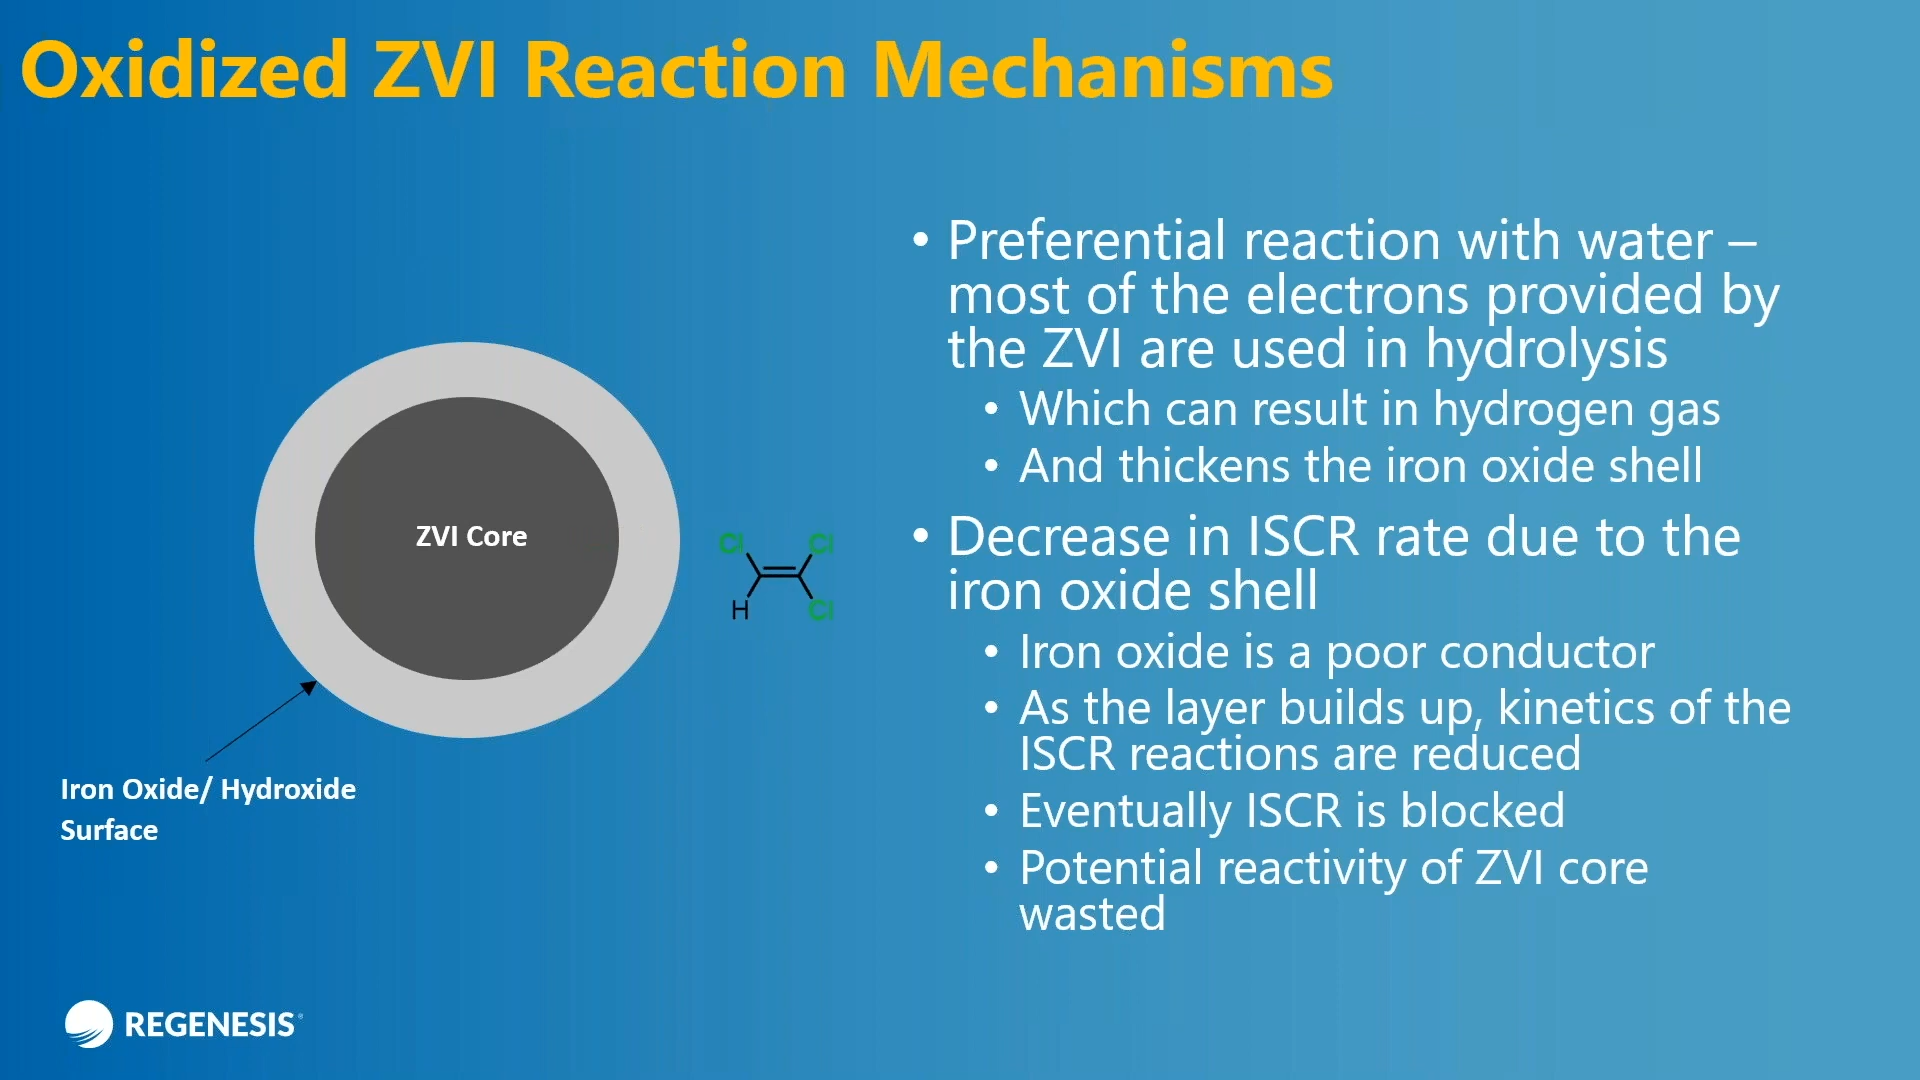 Oxidized ZVI Reaction Mechanisms
• Preferential reaction with water –
most of the electrons provided by
the ZVI are used in hydrolysis
• Which can result in hydrogen gas
• And thickens the iron oxide shell
• Decrease in ISCR rate due to the
iron oxide shell
• Iron oxide is a poor conductor
• As the layer builds up, kinetics of the
ISCR reactions are reduced
• Eventually ISCR is blocked
• Potential reactivity of ZVI core
wasted
ZVI Core
Cl Cl
H Cl
Iron Oxide/ Hydroxide
Surface
REGENESIS®